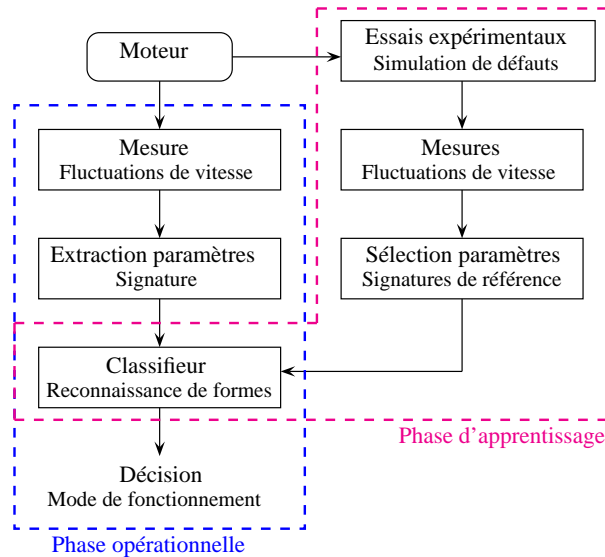 Moteur
Essais expérimentaux
Simulation de défauts
Mesure
Fluctuations de vitesse
Mesures
Fluctuations de vitesse
Extraction paramètres
Signature
Sélection paramètres
Signatures de référence
Classifieur
Reconnaissance de formes
Phase d'apprentissage
Décision
Mode de fonctionnement
Phase opérationnelle